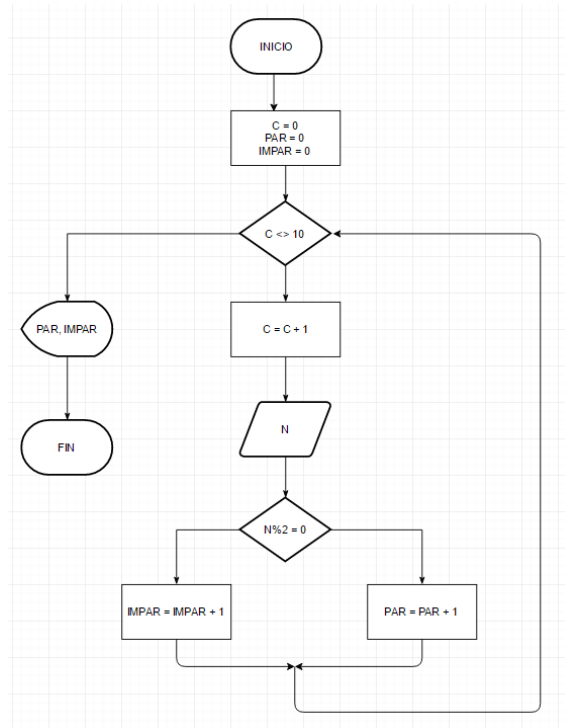 INICIO
C = 0
PAR = 0
IMPAR = 0
C <> 10
PAR, IMPAR
C = C + 1
N
FIN
N%2 = 0
IMPAR = IMPAR + 1
PAR = PAR + 1